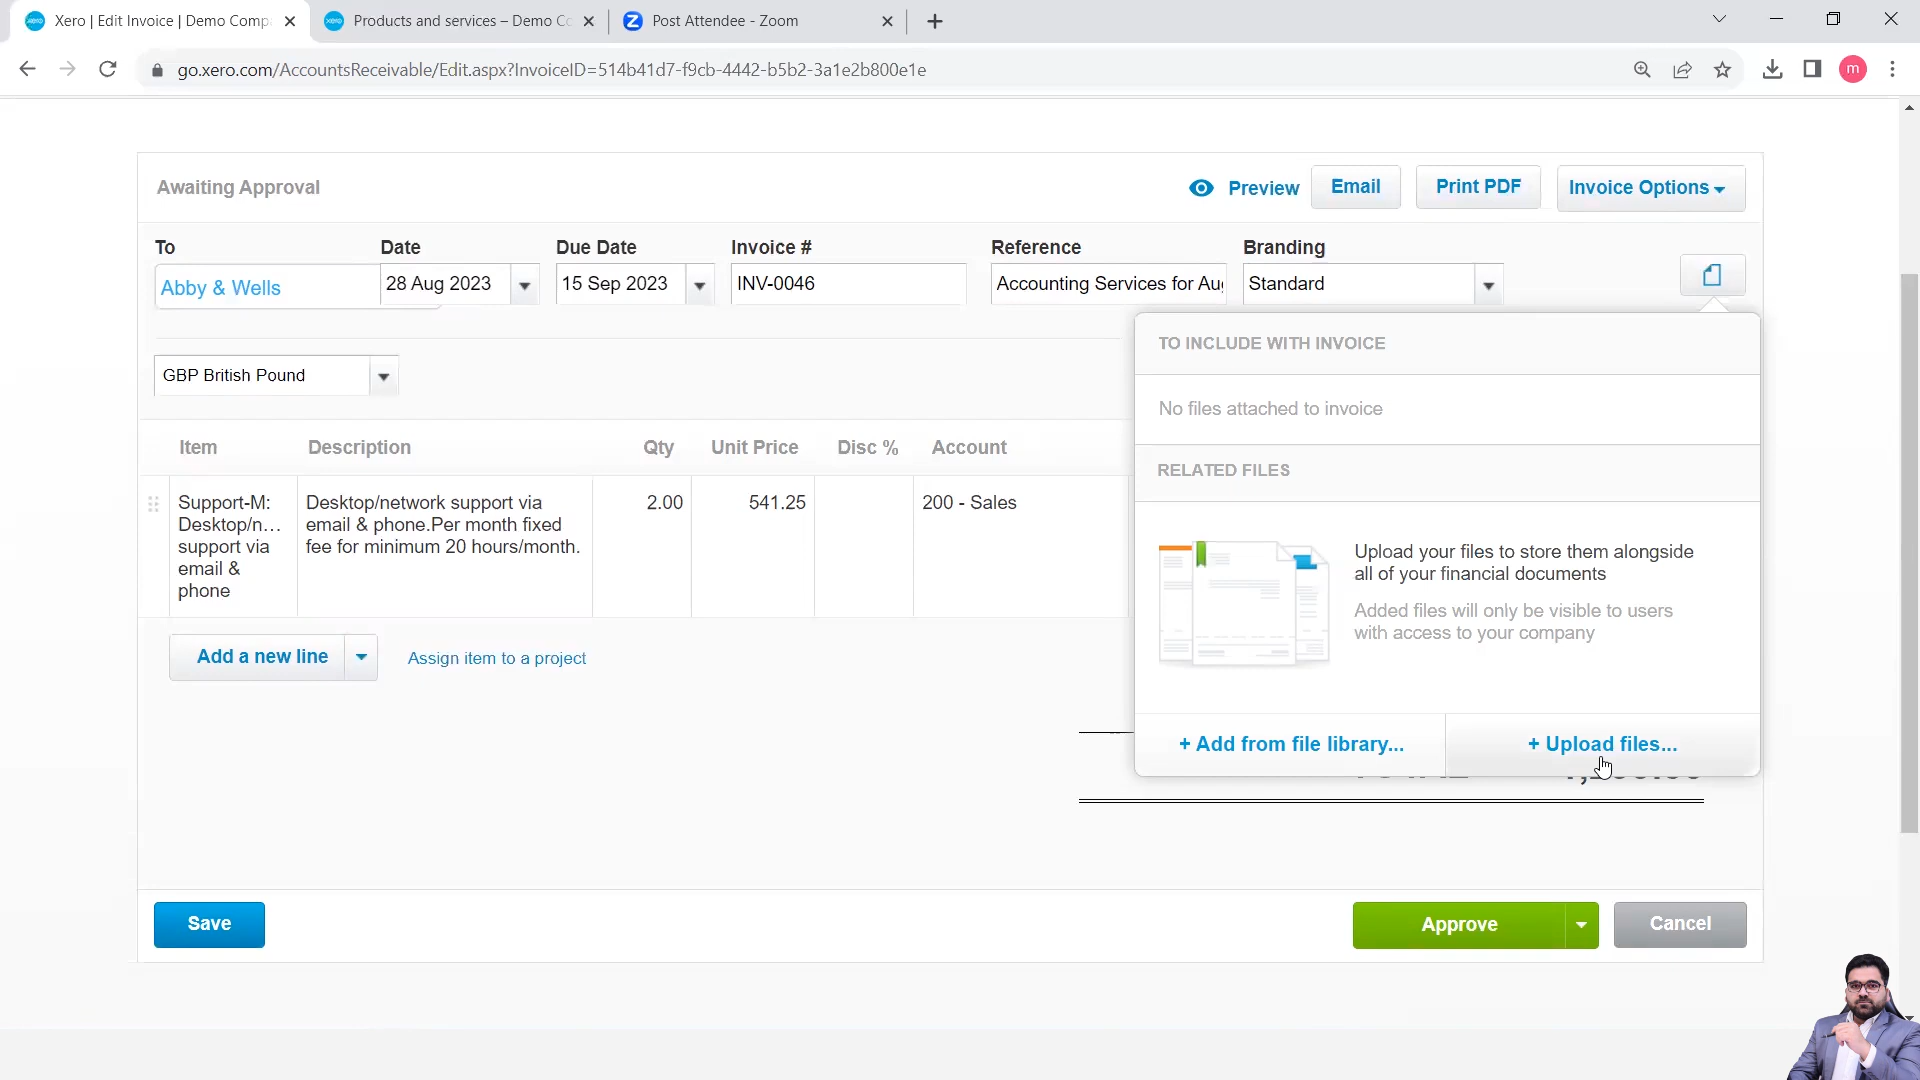 Xero | Edit Invoice | Demo Comp
Products and services – Demo Co
Post Attendee - Zoom
go.xero.com/AccountsReceivable/Edit.aspx?InvoiceID=514b41d7-f9cb-4442-b5b2-3a1e2b800e1e
m
Awaiting Approval
Preview
Email
Print PDF
Invoice Options
To
Date
Due Date
Invoice #
Reference
Branding
Abby & Wells
28 Aug 2023
15 Sep 2023
INV-0046
Accounting Services for Au
Standard
TO INCLUDE WITH INVOICE
GBP British Pound
No files attached to invoice
Item
Description
Qty
Unit Price
Disc %
Account
RELATED FILES
Support-M:
Desktop/n...
support via
email &
phone
Desktop/network support via
email & phone.Per month fixed
fee for minimum 20 hours/month.
2.00
541.25
200 - Sales
Upload your files to store them alongside
all of your financial documents
Added files will only be visible to users
with access to your company
Add a new line
Assign item to a project
+ Add from file library...
+ Upload files...
Save
Approve
Cancel